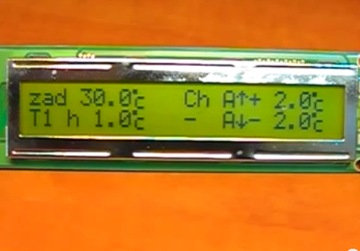 zad 30.0°c Ch A↑+ 2.0°c
T1 h 1.0°c - A↓- 2.0°c